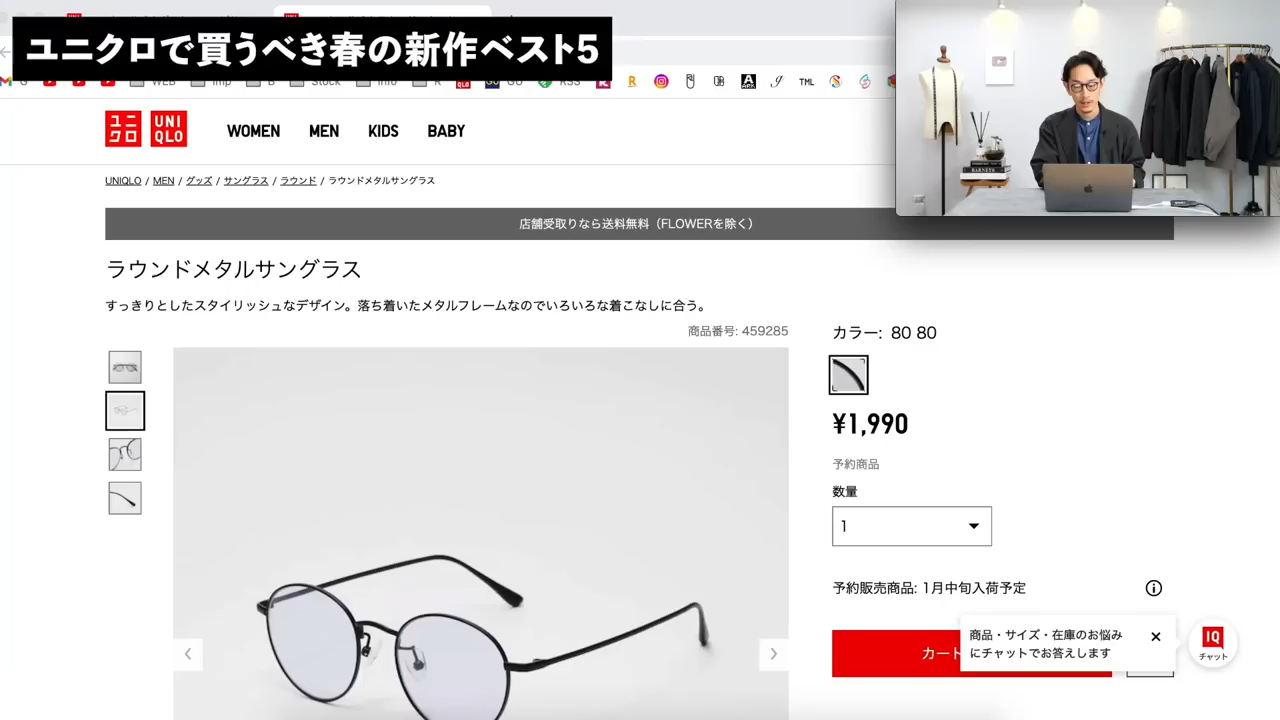 ユニクロで買うべき春の新作ベスト5
WEB
Imp
B
Stock
Info
R
GU
RSS
TML
ユニクロ UNIQLO
WOMEN MEN KIDS BABY
UNIQLO / MEN / グッズ / サングラス / ラウンド / ラウンドメタルサングラス
店舗受取りなら送料無料（FLOWERを除く）
ラウンドメタルサングラス
すっきりとしたスタイリッシュなデザイン。落ち着いたメタルフレームなのでいろいろな着こなしに合う。
商品番号: 459285
カラー: 80 80
¥1,990
予約商品
数量
1
予約販売商品: 1月中旬入荷予定
カート
商品・サイズ・在庫のお悩み
にチャットでお答えします
IQ
チャット